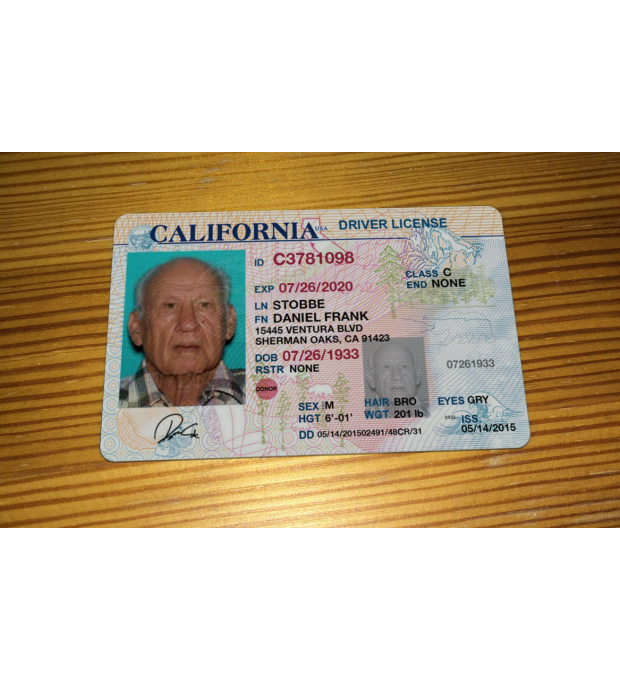 CALIFORNIA USA DRIVER LICENSE
ID C3781098
CLASS C
EXP 07/26/2020
END NONE
LN STOBBE
FN DANIEL FRANK
15445 VENTURA BLVD
SHERMAN OAKS, CA 91423
DOB 07/26/1933
RSTR NONE
07261933
DONOR
SEX M HAIR BRO EYES GRY
HGT 6'-01' WGT 201 lb ISS
DD 05/14/201502491/48CR/31 05/14/2015